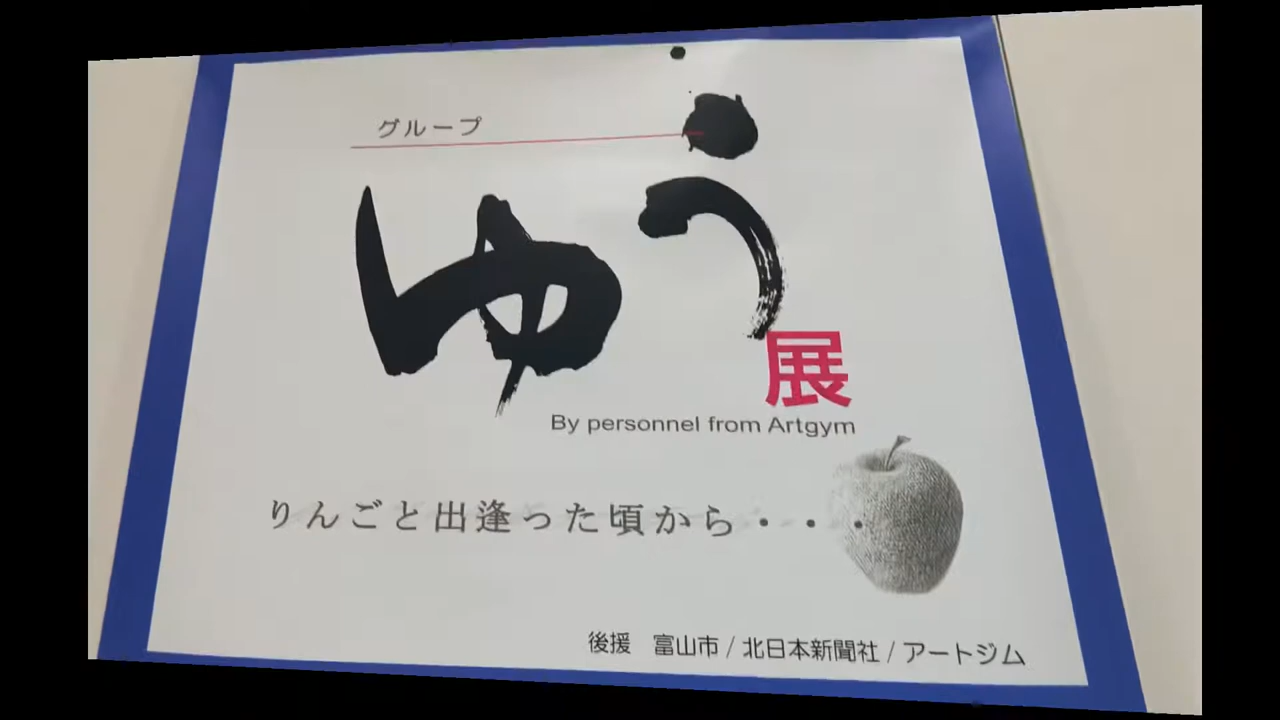 グループ
ゆう
展
By personnel from Artgym
りんごと出逢った頃から・・・
後援　富山市 / 北日本新聞社 / アートジム